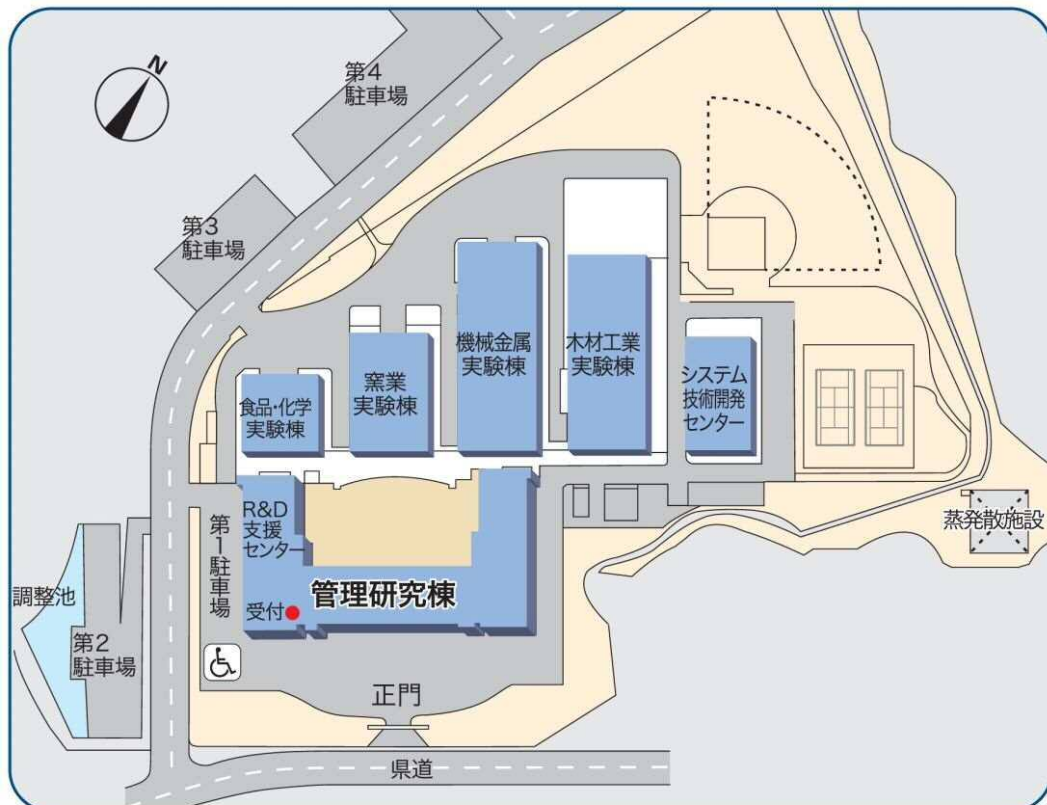 N
第4
駐車場
第3
駐車場
機械金属
実験棟
木材工業
実験棟
窯業
実験棟
システム
技術開発
センター
食品・化学
実験棟
R&D
支援
センター
第1駐車場
蒸発散施設
管理研究棟
受付
調整池
第2
駐車場
正門
県道